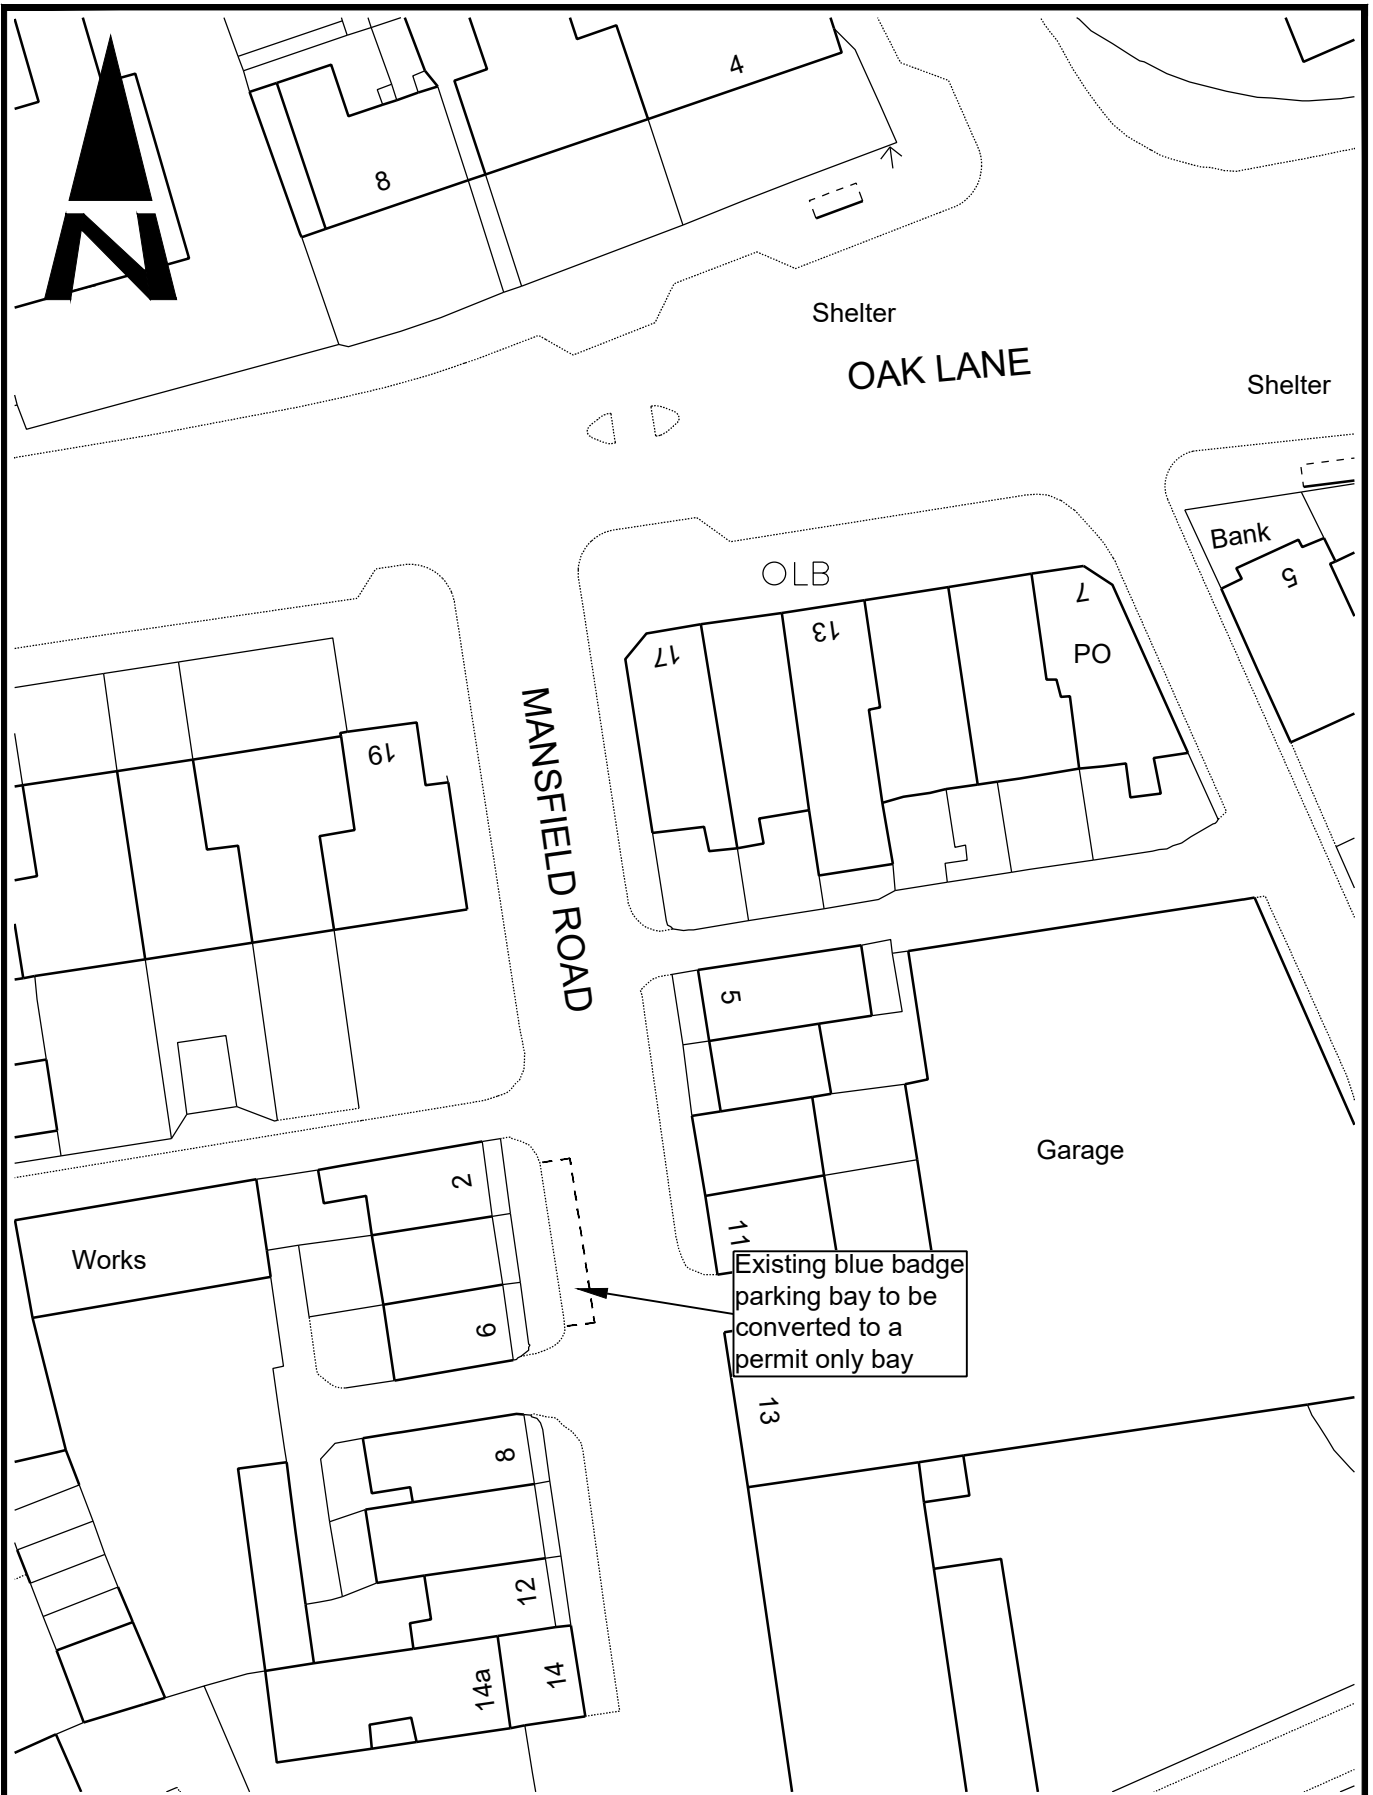 N
4
8
Shelter
OAK LANE
Shelter
Bank
5
OLB
7
PO
13
17
19
MANSFIELD ROAD
5
Garage
2
Works
11
Existing blue badge
parking bay to be
converted to a
permit only bay
6
13
8
12
14a
14